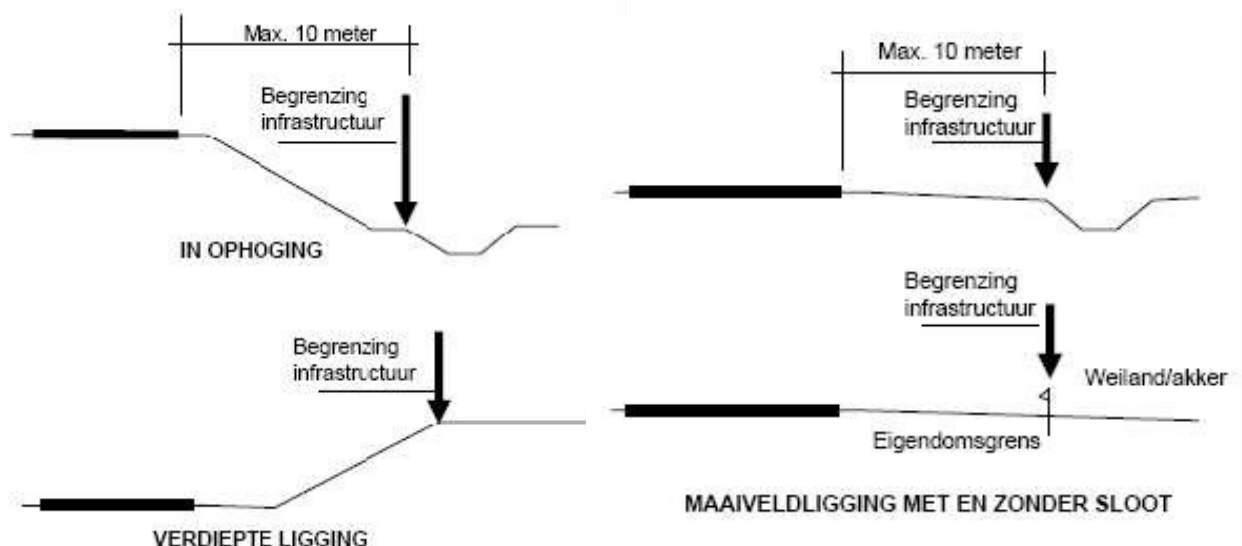 Max. 10 meter
Begrenzing
infrastructuur
IN OPHOGING
Begrenzing
infrastructuur
VERDIEPTE LIGGING
Max. 10 meter
Begrenzing
infrastructuur
Begrenzing
infrastructuur
Weiland/akker
Eigendomsgrens
MAAIVELDLIGGING MET EN ZONDER SLOOT